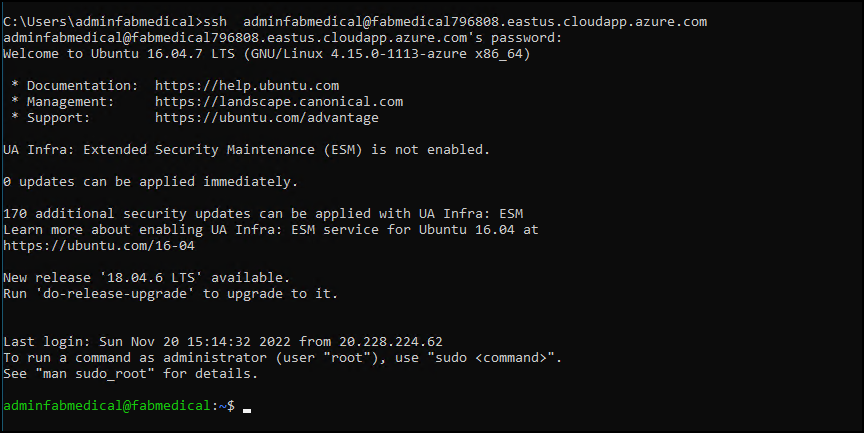 C:\Users\adminfabmedical>ssh  adminfabmedical@fabmedical796808.eastus.cloudapp.azure.com
adminfabmedical@fabmedical796808.eastus.cloudapp.azure.com's password:
Welcome to Ubuntu 16.04.7 LTS (GNU/Linux 4.15.0-1113-azure x86_64)
* Documentation:  https://help.ubuntu.com
* Management:     https://landscape.canonical.com
* Support:        https://ubuntu.com/advantage
UA Infra: Extended Security Maintenance (ESM) is not enabled.
0 updates can be applied immediately.
170 additional security updates can be applied with UA Infra: ESM
Learn more about enabling UA Infra: ESM service for Ubuntu 16.04 at
https://ubuntu.com/16-04
New release '18.04.6 LTS' available.
Run 'do-release-upgrade' to upgrade to it.
Last login: Sun Nov 20 15:14:32 2022 from 20.228.224.62
To run a command as administrator (user "root"), use "sudo <command>".
See "man sudo_root" for details.
adminfabmedical@fabmedical:~$